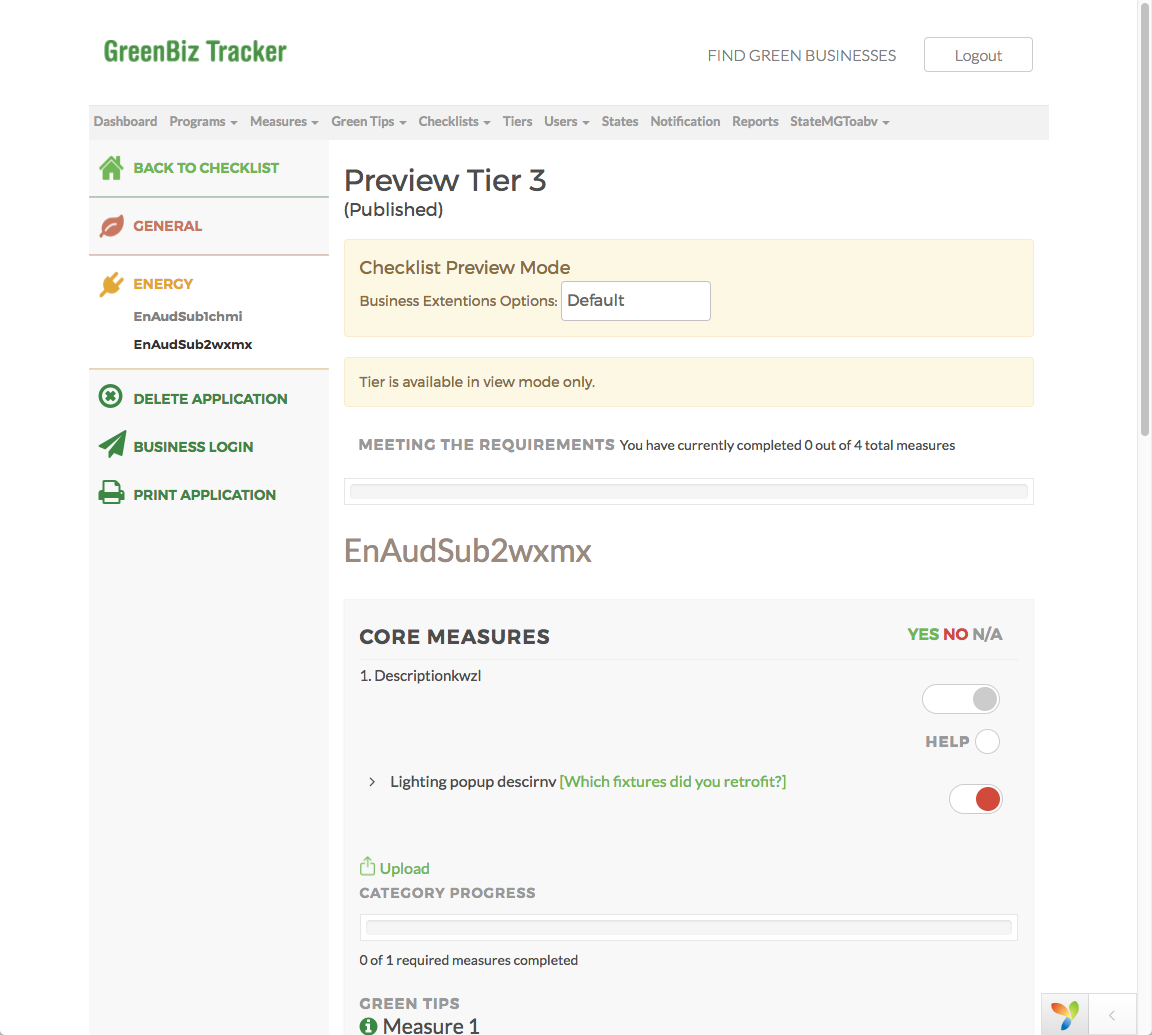 GreenBiz Tracker
FIND GREEN BUSINESSES
Logout
Dashboard Programs Measures Green Tips Checklists Tiers Users States Notification Reports StateMGToabv
BACK TO CHECKLIST
GENERAL
ENERGY
EnAudSub1chmi
EnAudSub2wxmx
DELETE APPLICATION
BUSINESS LOGIN
PRINT APPLICATION
Preview Tier 3
(Published)
Checklist Preview Mode
Business Extentions Options: Default
Tier is available in view mode only.
MEETING THE REQUIREMENTS You have currently completed 0 out of 4 total measures
EnAudSub2wxmx
CORE MEASURES YES NO N/A
1. Descriptionkwzl
HELP
Lighting popup descirnv [Which fixtures did you retrofit?]
Upload
CATEGORY PROGRESS
0 of 1 required measures completed
GREEN TIPS
Measure 1